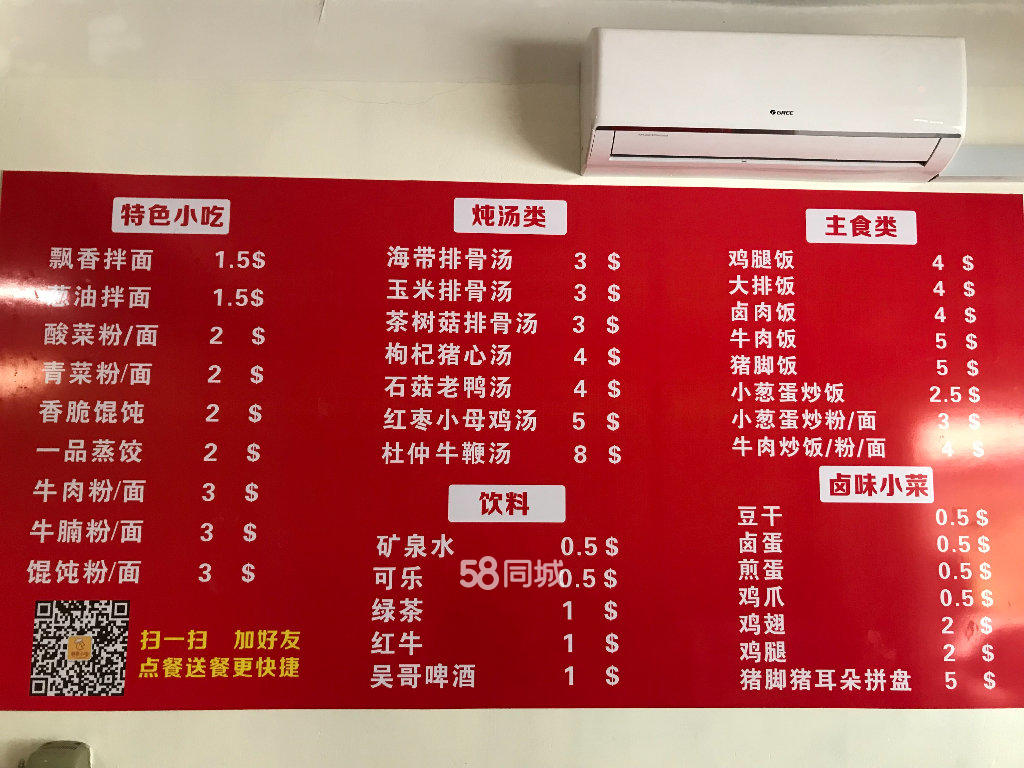 GREE
特色小吃
飘香拌面 1.5$
葱油拌面 1.5$
酸菜粉/面 2 $
青菜粉/面 2 $
香脆馄饨 2 $
一品蒸饺 2 $
牛肉粉/面 3 $
牛腩粉/面 3 $
馄饨粉/面 3 $
扫一扫 加好友
点餐送餐更快捷
炖汤类
海带排骨汤 3 $
玉米排骨汤 3 $
茶树菇排骨汤 3 $
枸杞猪心汤 4 $
石菇老鸭汤 4 $
红枣小母鸡汤 5 $
杜仲牛鞭汤 8 $
饮料
矿泉水 0.5 $
可乐 0.5 $
绿茶 1 $
红牛 1 $
吴哥啤酒 1 $
58同城
主食类
鸡腿饭 4 $
大排饭 4 $
卤肉饭 4 $
牛肉饭 5 $
猪脚饭 5 $
小葱蛋炒饭 2.5 $
小葱蛋炒粉/面 3 $
牛肉炒饭/粉/面 4 $
卤味小菜
豆干 0.5 $
卤蛋 0.5 $
煎蛋 0.5 $
鸡爪 0.5 $
鸡翅 2 $
鸡腿 2 $
猪脚猪耳朵拼盘 5 $